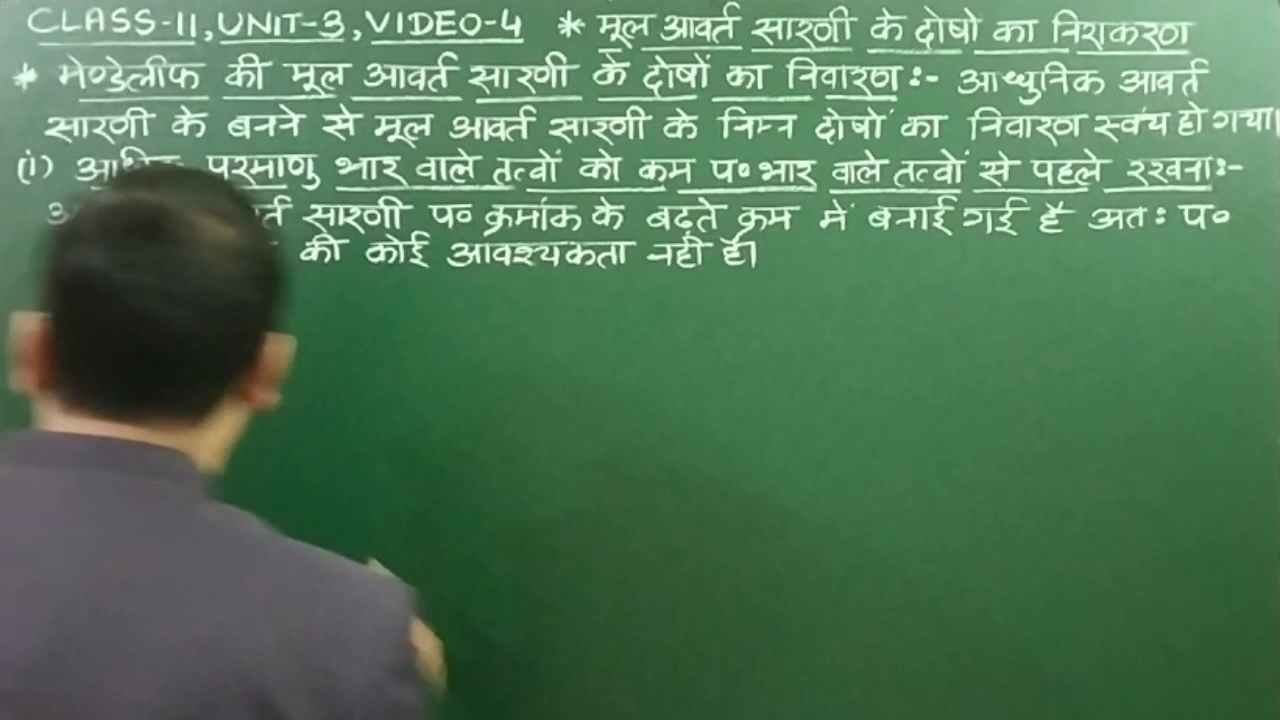 CLASS-11, UNIT-3, VIDEO-4 * मूल आवर्त सारणी के दोषो का निराकरण
* मेण्डेलीफ की मूल आवर्त सारणी के दोषों का निवारण :- आध्युनिक आवर्त
सारणी के बनने से मूल आवर्त सारणी के निम्न दोषों का निवारण स्वंय हो गया।
(i) परमाणु भार वाले तत्वों को कम प० भार वाले तत्वों से पहले रखना:-
सारणी प० क्रमांक के बढ़ते क्रम में बनाई गई है अतः प०
की कोई आवश्यकता नहीं है।